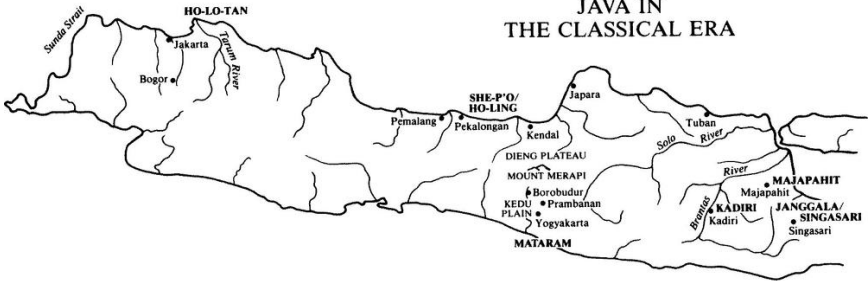 JAVA IN
THE CLASSICAL ERA
HO-LO-TAN
Sunda Strait
Jakarta
Tarum River
Bogor
SHE-P'O/
HO-LING
Japara
Pemalang
Pekalongan
Kendal
Tuban
Solo River
DIENG PLATEAU
MOUNT MERAPI
River
MAJAPAHIT
Majapahit
Borobudur
KEDU
PLAIN
Prambanan
Yogyakarta
Brantas
KADIRI
Kadiri
JANGGALA/
SINGASARI
Singasari
MATARAM